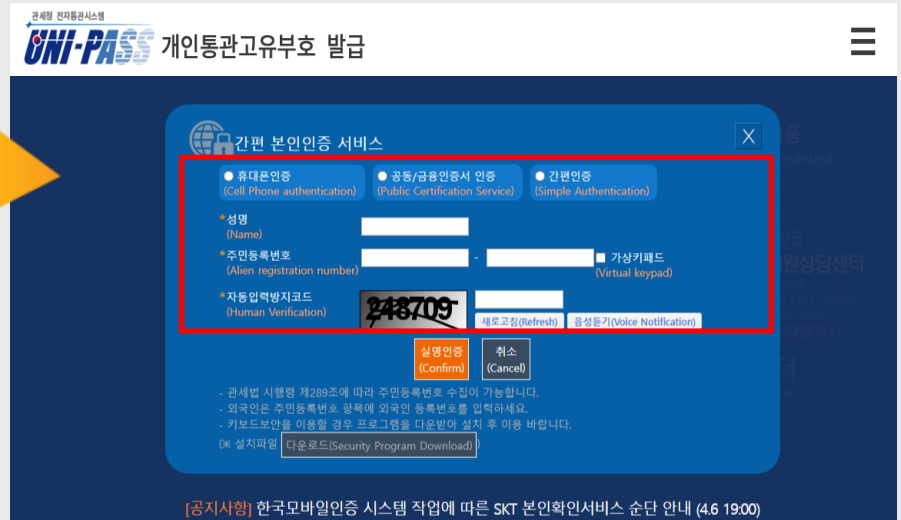 관세청 전자통관시스템
UNI-PASS 개인통관고유부호 발급
간편 본인인증 서비스
X
휴대폰인증 공동/금융인증서 인증 간편인증
(Cell Phone authentication) (Public Certification Service) (Simple Authentication)
*성명
(Name)
*주민등록번호 - 가상키패드
(Alien registration number) (Virtual keypad)
*자동입력방지코드 248709
(Human Verification)
새로고침(Refresh) 음성듣기(Voice Notification)
실명인증 취소
(Confirm) (Cancel)
- 관세법 시행령 제289조에 따라 주민등록번호 수집이 가능합니다.
- 외국인은 주민등록번호 항목에 외국인 등록번호를 입력하세요.
- 키보드보안을 이용할 경우 프로그램을 다운받아 설치 후 이용 바랍니다.
(※ 설치파일 다운로드(Security Program Download) )
[공지사항] 한국모바일인증 시스템 작업에 따른 SKT 본인확인서비스 순단 안내 (4.6 19:00)